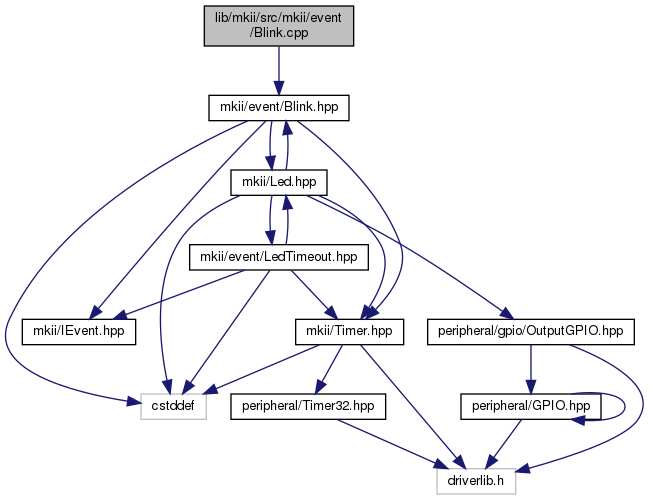 lib/mkii/src/mkii/event
/Blink.cpp
mkii/event/Blink.hpp
mkii/Led.hpp
mkii/event/LedTimeout.hpp
mkii/IEvent.hpp
mkii/Timer.hpp
peripheral/gpio/OutputGPIO.hpp
cstddef
peripheral/Timer32.hpp
peripheral/GPIO.hpp
driverlib.h